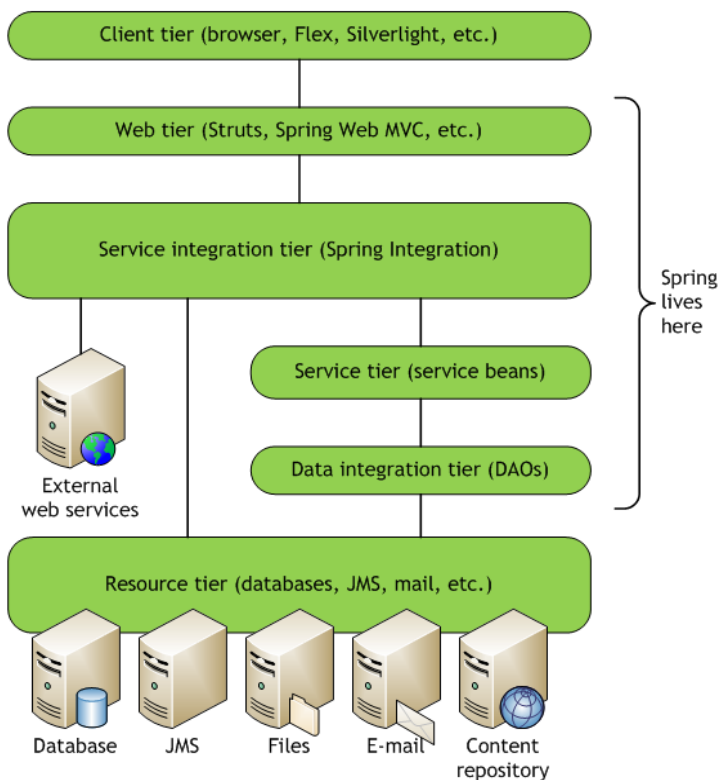 Client tier (browser, Flex, Silverlight, etc.)
Web tier (Struts, Spring Web MVC, etc.)
Service integration tier (Spring Integration)
Spring
lives
here
Service tier (service beans)
External
web services
Data integration tier (DAOs)
Resource tier (databases, JMS, mail, etc.)
Database
JMS
Files
E-mail
Content
repository